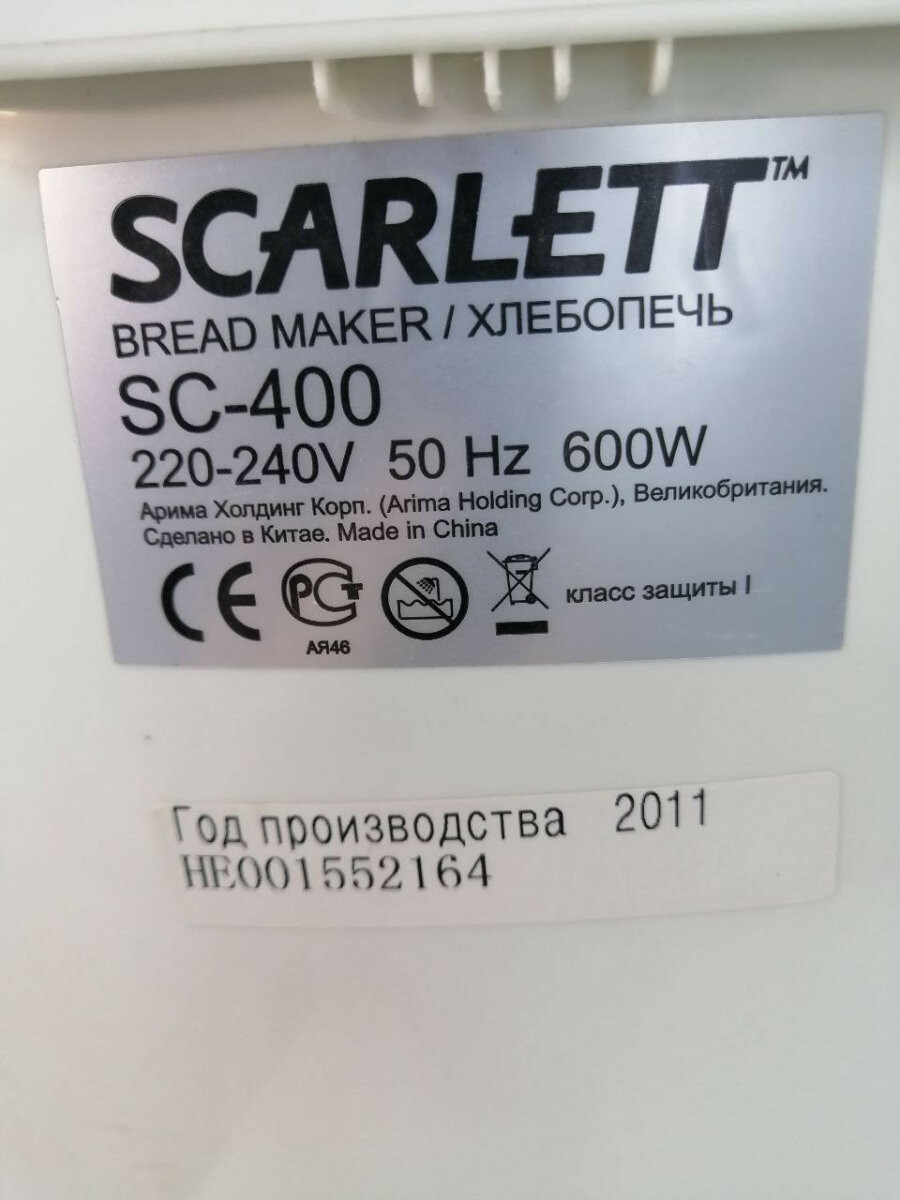 SCARLETT™
BREAD MAKER / ХЛЕБОПЕЧЬ
SC-400
220-240V 50 Hz 600W
Арима Холдинг Корп. (Arima Holding Corp.), Великобритания.
Сделано в Китае. Made in China
CE РСТ класс защиты I
АЯ46
Год производства 2011
HE001552164